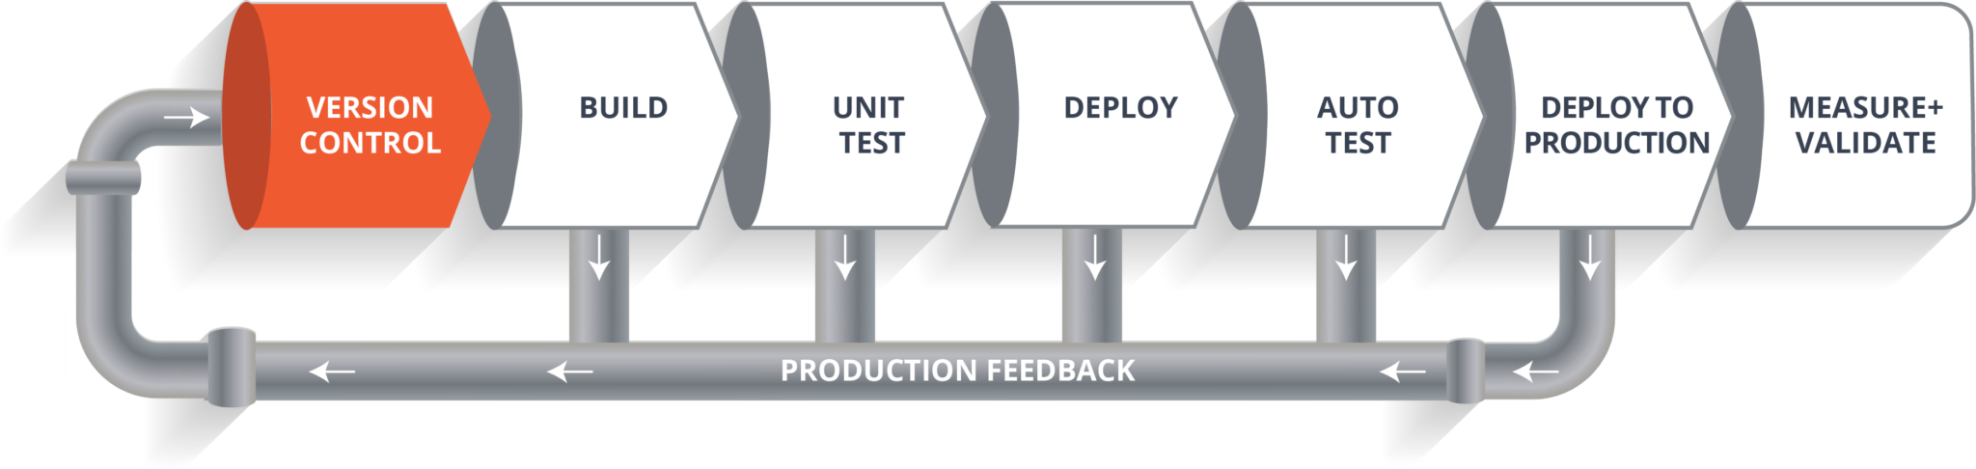 VERSION
CONTROL
BUILD
UNIT
TEST
DEPLOY
AUTO
TEST
DEPLOY TO
PRODUCTION
MEASURE+
VALIDATE
PRODUCTION FEEDBACK